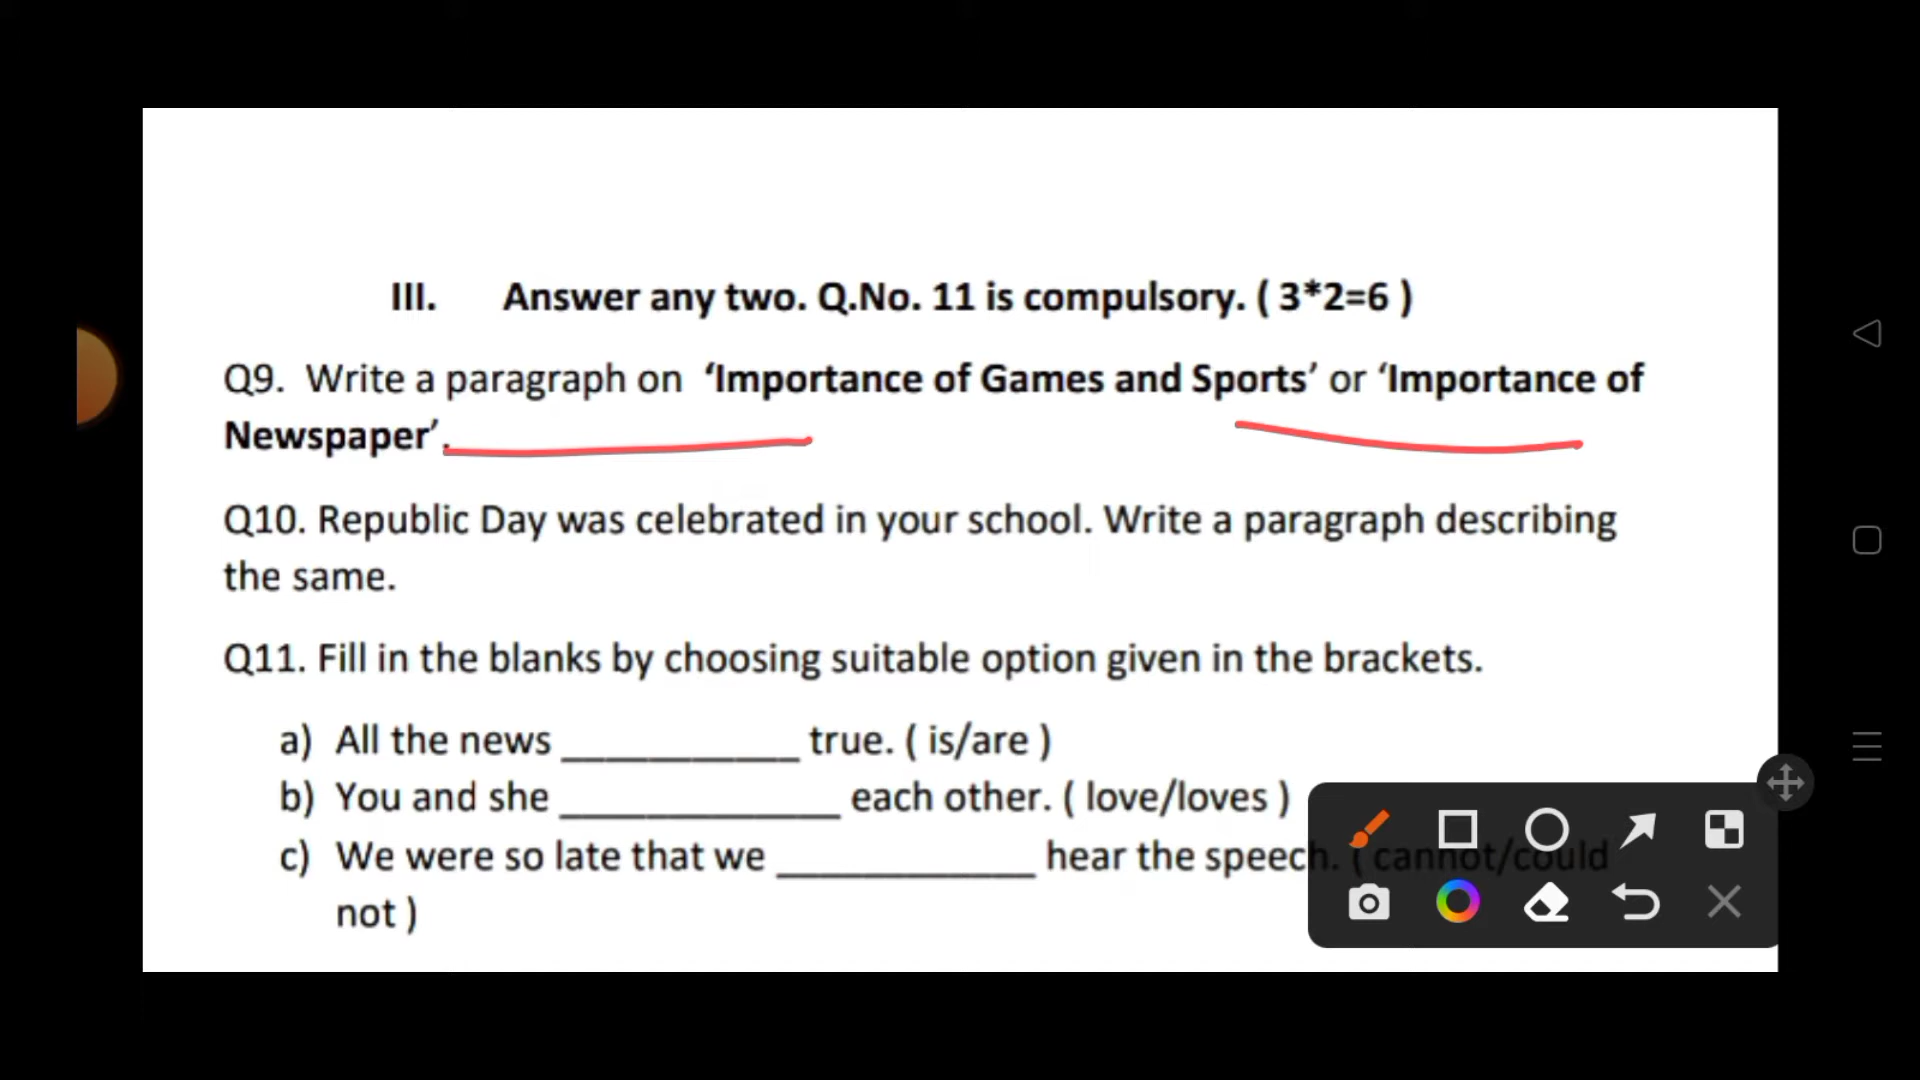 III. Answer any two. Q.No. 11 is compulsory. ( 3*2=6 )
Q9. Write a paragraph on ‘Importance of Games and Sports’ or ‘Importance of
Newspaper’.
Q10. Republic Day was celebrated in your school. Write a paragraph describing
the same.
Q11. Fill in the blanks by choosing suitable option given in the brackets.
a) All the news ___________ true. ( is/are )
b) You and she _____________ each other. ( love/loves )
c) We were so late that we ____________ hear the speech. ( cannot/could
not )